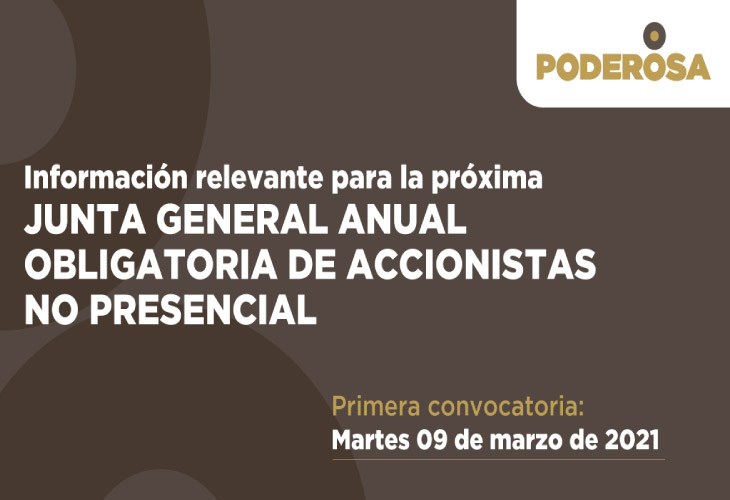 PODEROSA
Información relevante para la próxima
JUNTA GENERAL ANUAL
OBLIGATORIA DE ACCIONISTAS
NO PRESENCIAL
Primera convocatoria:
Martes 09 de marzo de 2021